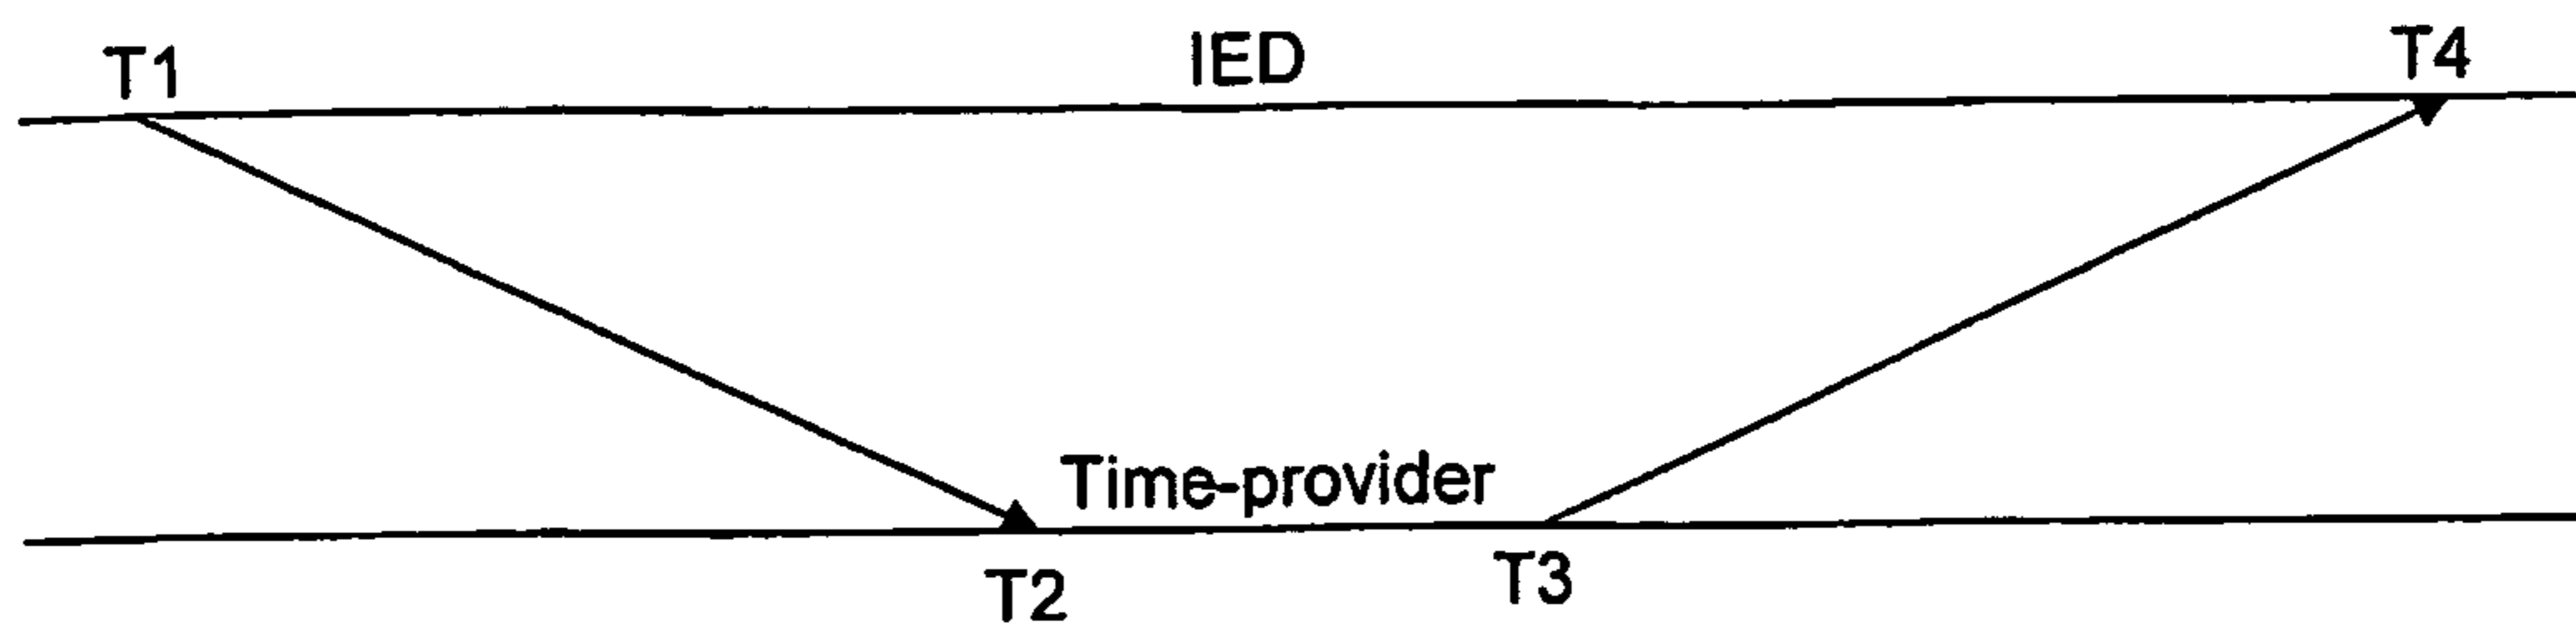 T1
IED
T4
Time-provider
T2
T3